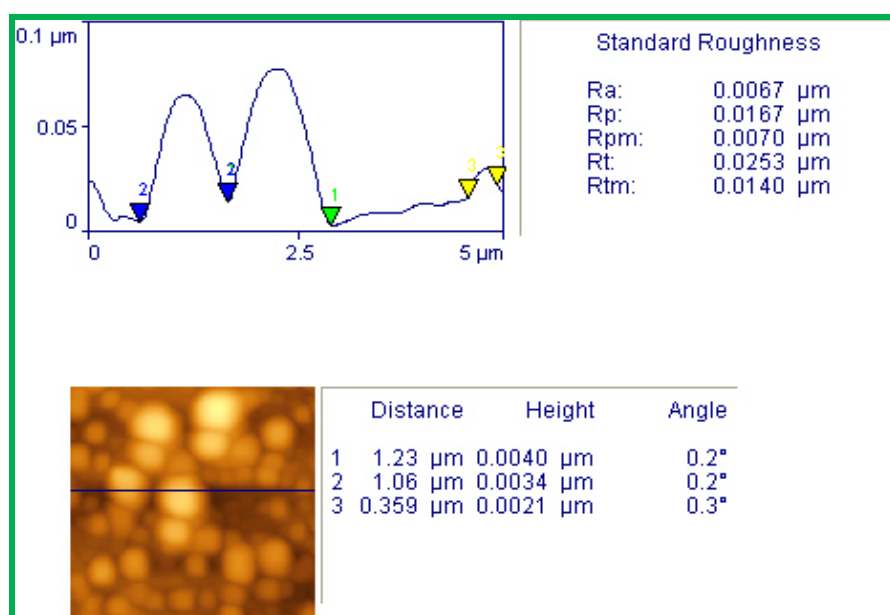 0.1 µm
0.05
0
0
2.5
5 µm
2
2
1
3
3
Standard Roughness
Ra: 0.0067 µm
Rp: 0.0167 µm
Rpm: 0.0070 µm
Rt: 0.0253 µm
Rtm: 0.0140 µm
Distance Height Angle
1 1.23 µm 0.0040 µm 0.2°
2 1.06 µm 0.0034 µm 0.2°
3 0.359 µm 0.0021 µm 0.3°